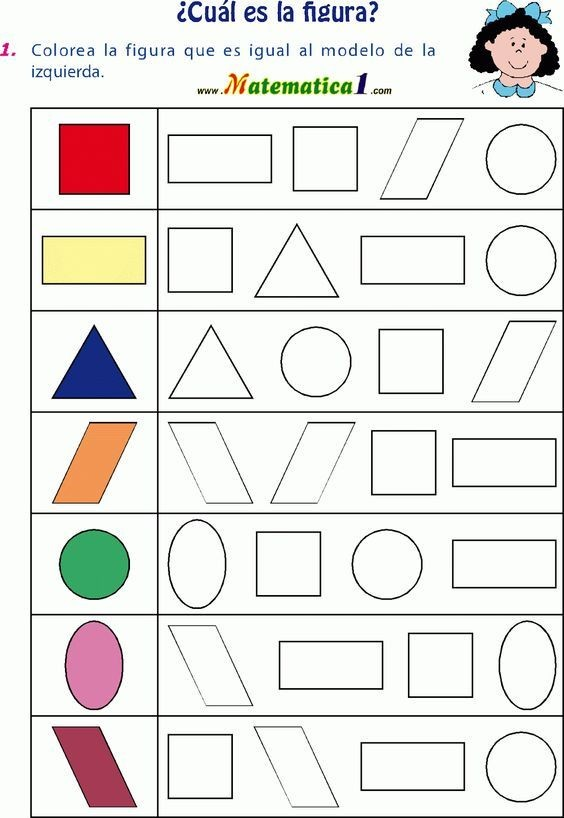 ¿Cuál es la figura?
1. Colorea la figura que es igual al modelo de la
izquierda.
www.Matematica1.com